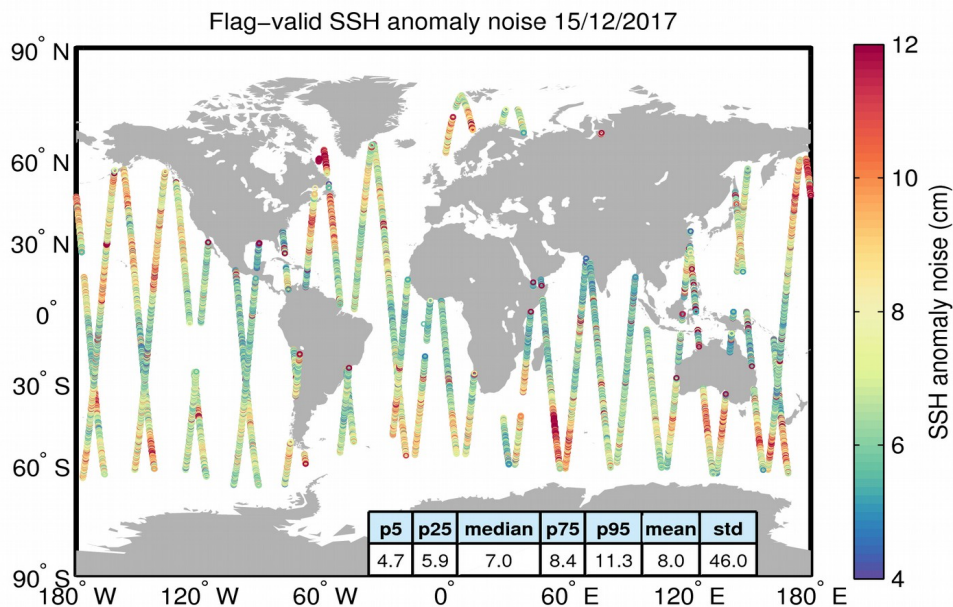 Flag−valid SSH anomaly noise 15/12/2017
90° N
60° N
30° N
0°
30° S
60° S
90° S
180° W 120° W 60° W 0° 60° E 120° E 180° E
p5 p25 median p75 p95 mean std
4.7 5.9 7.0 8.4 11.3 8.0 46.0
12
10
8
6
4
SSH anomaly noise (cm)